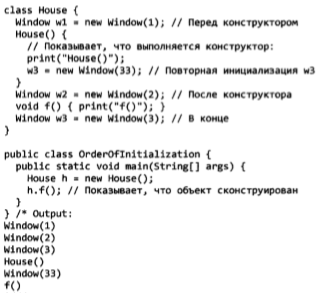 class House {
Window w1 = new Window(1); // Перед конструктором
House() {
// Показывает, что выполняется конструктор:
print("House()");
w3 = new Window(33); // Повторная инициализация w3
}
Window w2 = new Window(2); // После конструктора
void f() { print("f()"); }
Window w3 = new Window(3); // В конце
}
public class OrderOfInitialization {
public static void main(String[] args) {
House h = new House();
h.f(); // Показывает, что объект сконструирован
}
} /* Output:
Window(1)
Window(2)
Window(3)
House()
Window(33)
f()